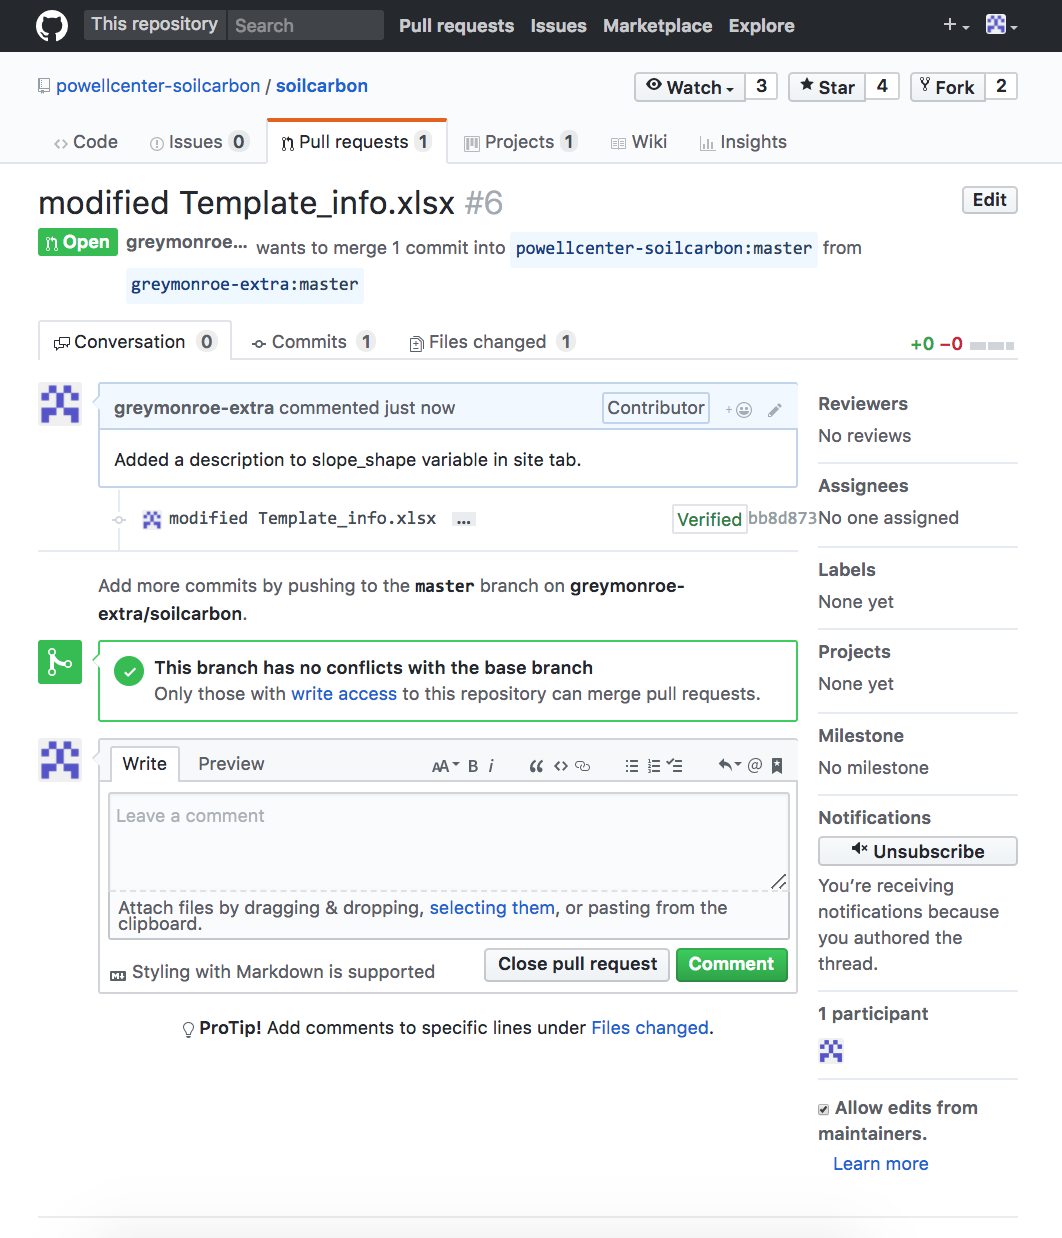 This repository Search Pull requests Issues Marketplace Explore
powellcenter-soilcarbon / soilcarbon Watch 3 Star 4 Fork 2
Code Issues 0 Pull requests 1 Projects 1 Wiki Insights
modified Template_info.xlsx #6 Edit
Open greymonroe... wants to merge 1 commit into powellcenter-soilcarbon:master from
greymonroe-extra:master
Conversation 0 Commits 1 Files changed 1 +0 −0
greymonroe-extra commented just now Contributor
Added a description to slope_shape variable in site tab.
modified Template_info.xlsx ... Verified bb8d873
Add more commits by pushing to the master branch on greymonroe-
extra/soilcarbon.
This branch has no conflicts with the base branch
Only those with write access to this repository can merge pull requests.
Write Preview AA B i
Leave a comment
Attach files by dragging & dropping, selecting them, or pasting from the
clipboard.
Styling with Markdown is supported Close pull request Comment
ProTip! Add comments to specific lines under Files changed.
Reviewers
No reviews
Assignees
No one assigned
Labels
None yet
Projects
None yet
Milestone
No milestone
Notifications
Unsubscribe
You’re receiving
notifications because
you authored the
thread.
1 participant
Allow edits from
maintainers.
Learn more